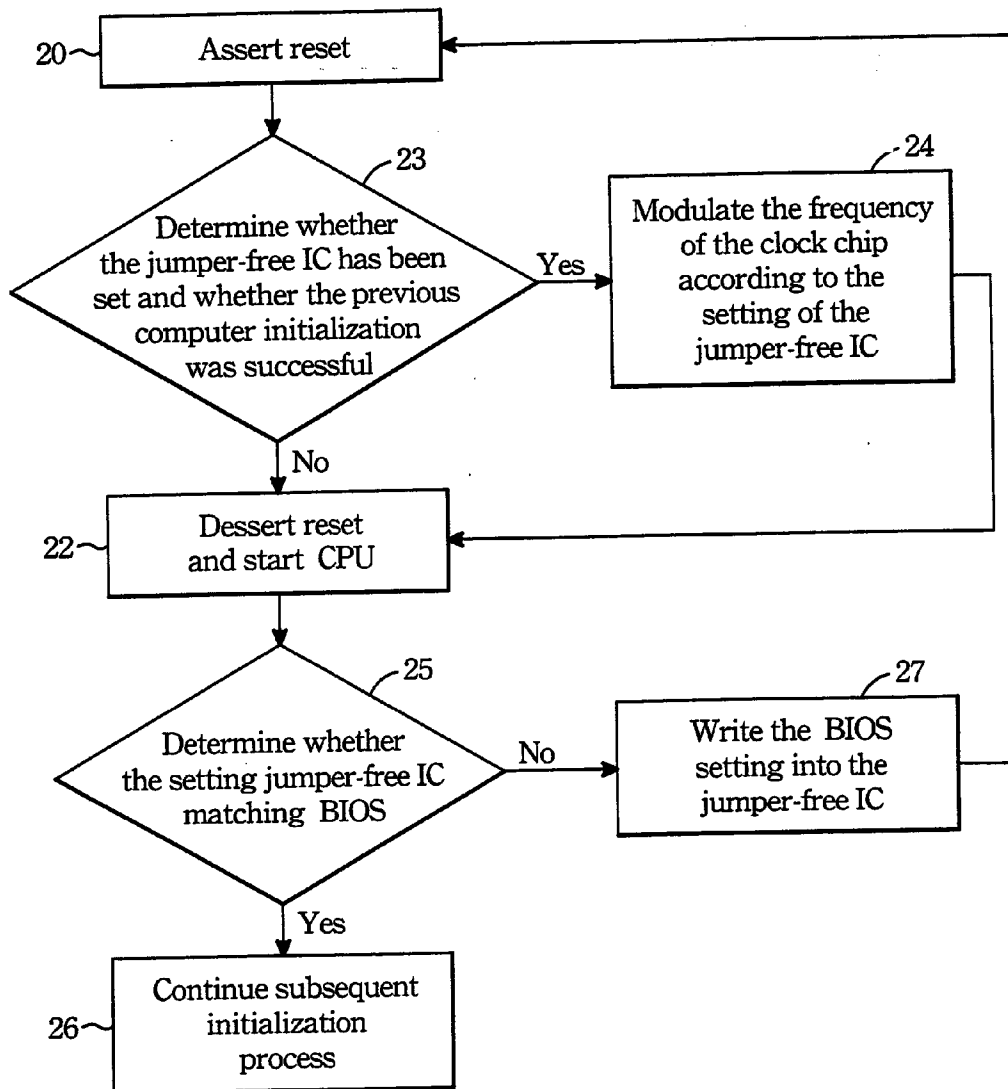 20
Assert reset
23
Determine whether
the jumper-free IC has been
set and whether the previous
computer initialization
was successful
Yes
24
Modulate the frequency
of the clock chip
according to the
setting of the
jumper-free IC
No
22
Dessert reset
and start CPU
25
Determine whether
the setting jumper-free IC
matching BIOS
No
27
Write the BIOS
setting into the
jumper-free IC
Yes
26
Continue subsequent
initialization
process